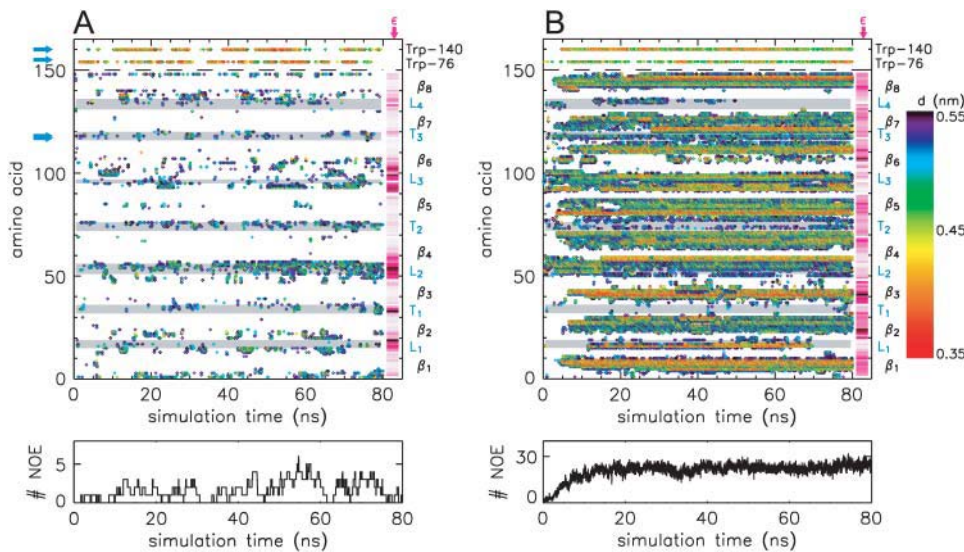 A
ε
Trp-140
Trp-76
150
β8
L4
β7
T3
β6
100
L3
β5
T2
β4
50
L2
β3
T1
β2
L1
β1
0
amino acid
0 20 40 60 80
simulation time (ns)
5
0
# NOE
0 20 40 60 80
simulation time (ns)
B
ε
Trp-140
Trp-76
150
β8
L4
β7
T3
β6
100
L3
β5
T2
β4
50
L2
β3
T1
β2
L1
β1
0
amino acid
0 20 40 60 80
simulation time (ns)
30
0
# NOE
0 20 40 60 80
simulation time (ns)
d (nm)
0.55
0.45
0.35